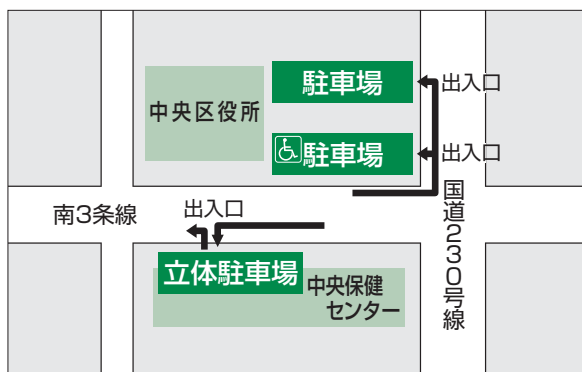 駐車場
出入口
中央区役所
駐車場
出入口
国道230号線
南3条線
出入口
立体駐車場
中央保健
センター